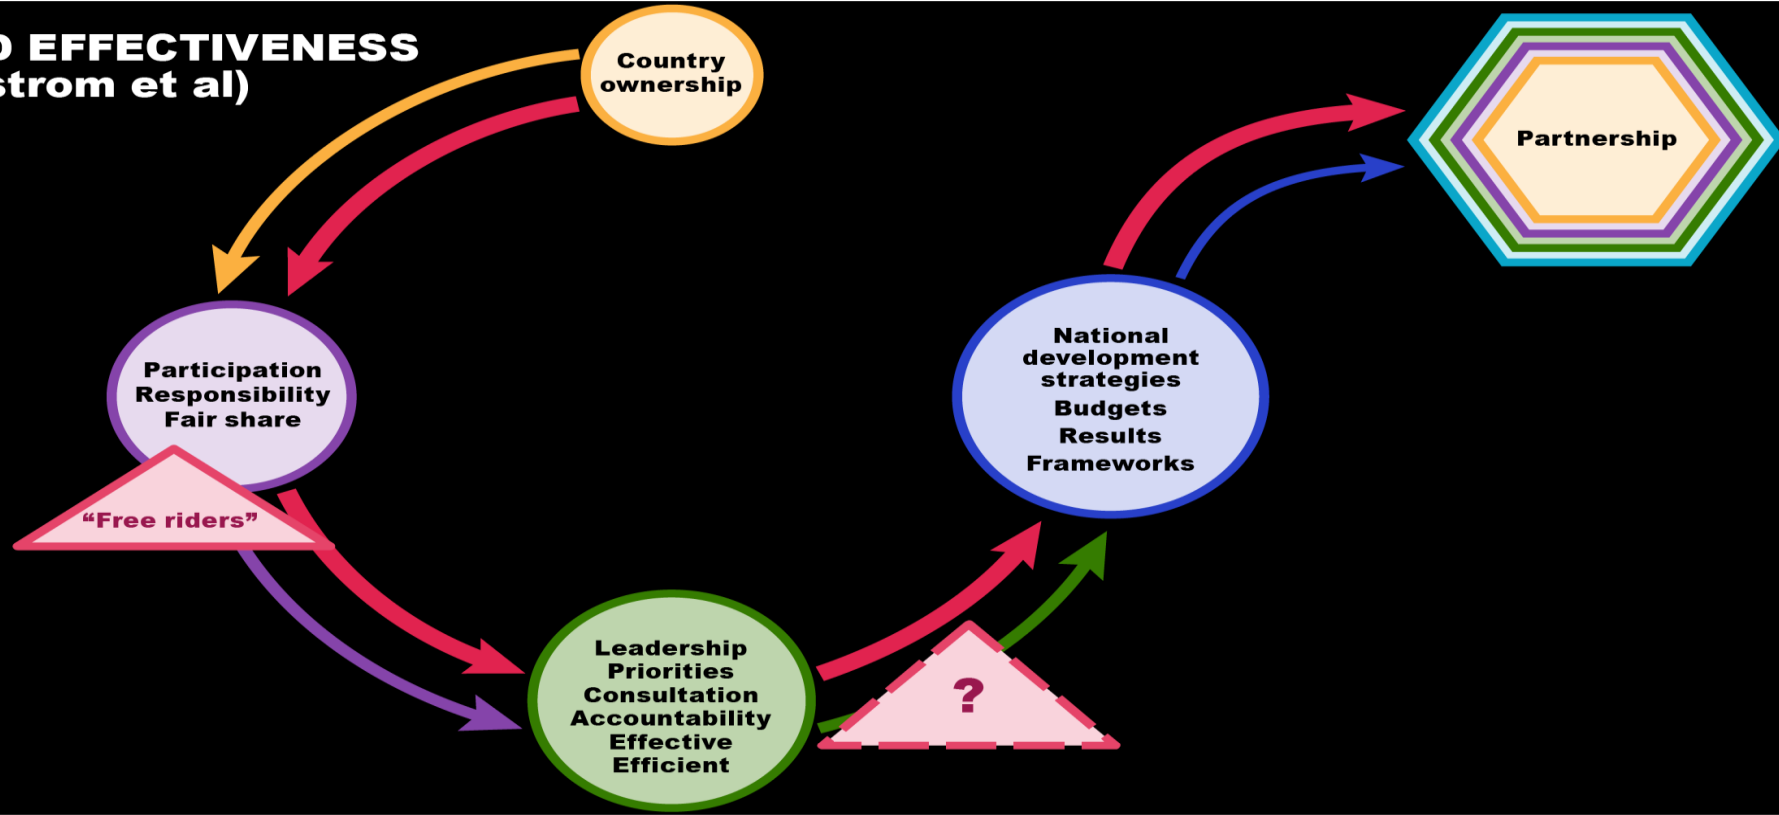 EFFECTIVENESS
et al)
Country
ownership
Partnership
Participation
Responsibility
Fair share
“Free riders”
National
development
strategies
Budgets
Results
Frameworks
Leadership
Priorities
Consultation
Accountability
Effective
Efficient
?